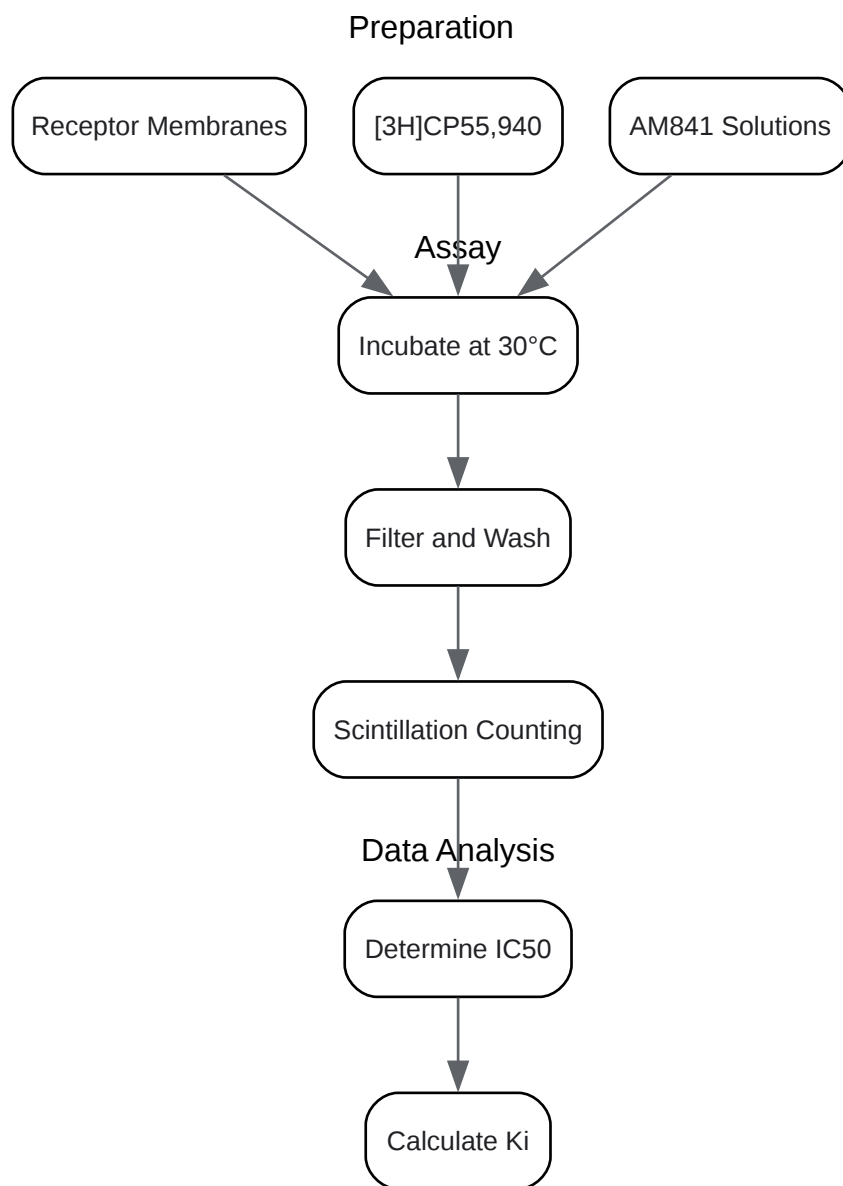 Preparation
Receptor Membranes
[3H]CP55,940
AM841 Solutions
Assay
Incubate at 30°C
Filter and Wash
Scintillation Counting
Data Analysis
Determine IC50
Calculate Ki